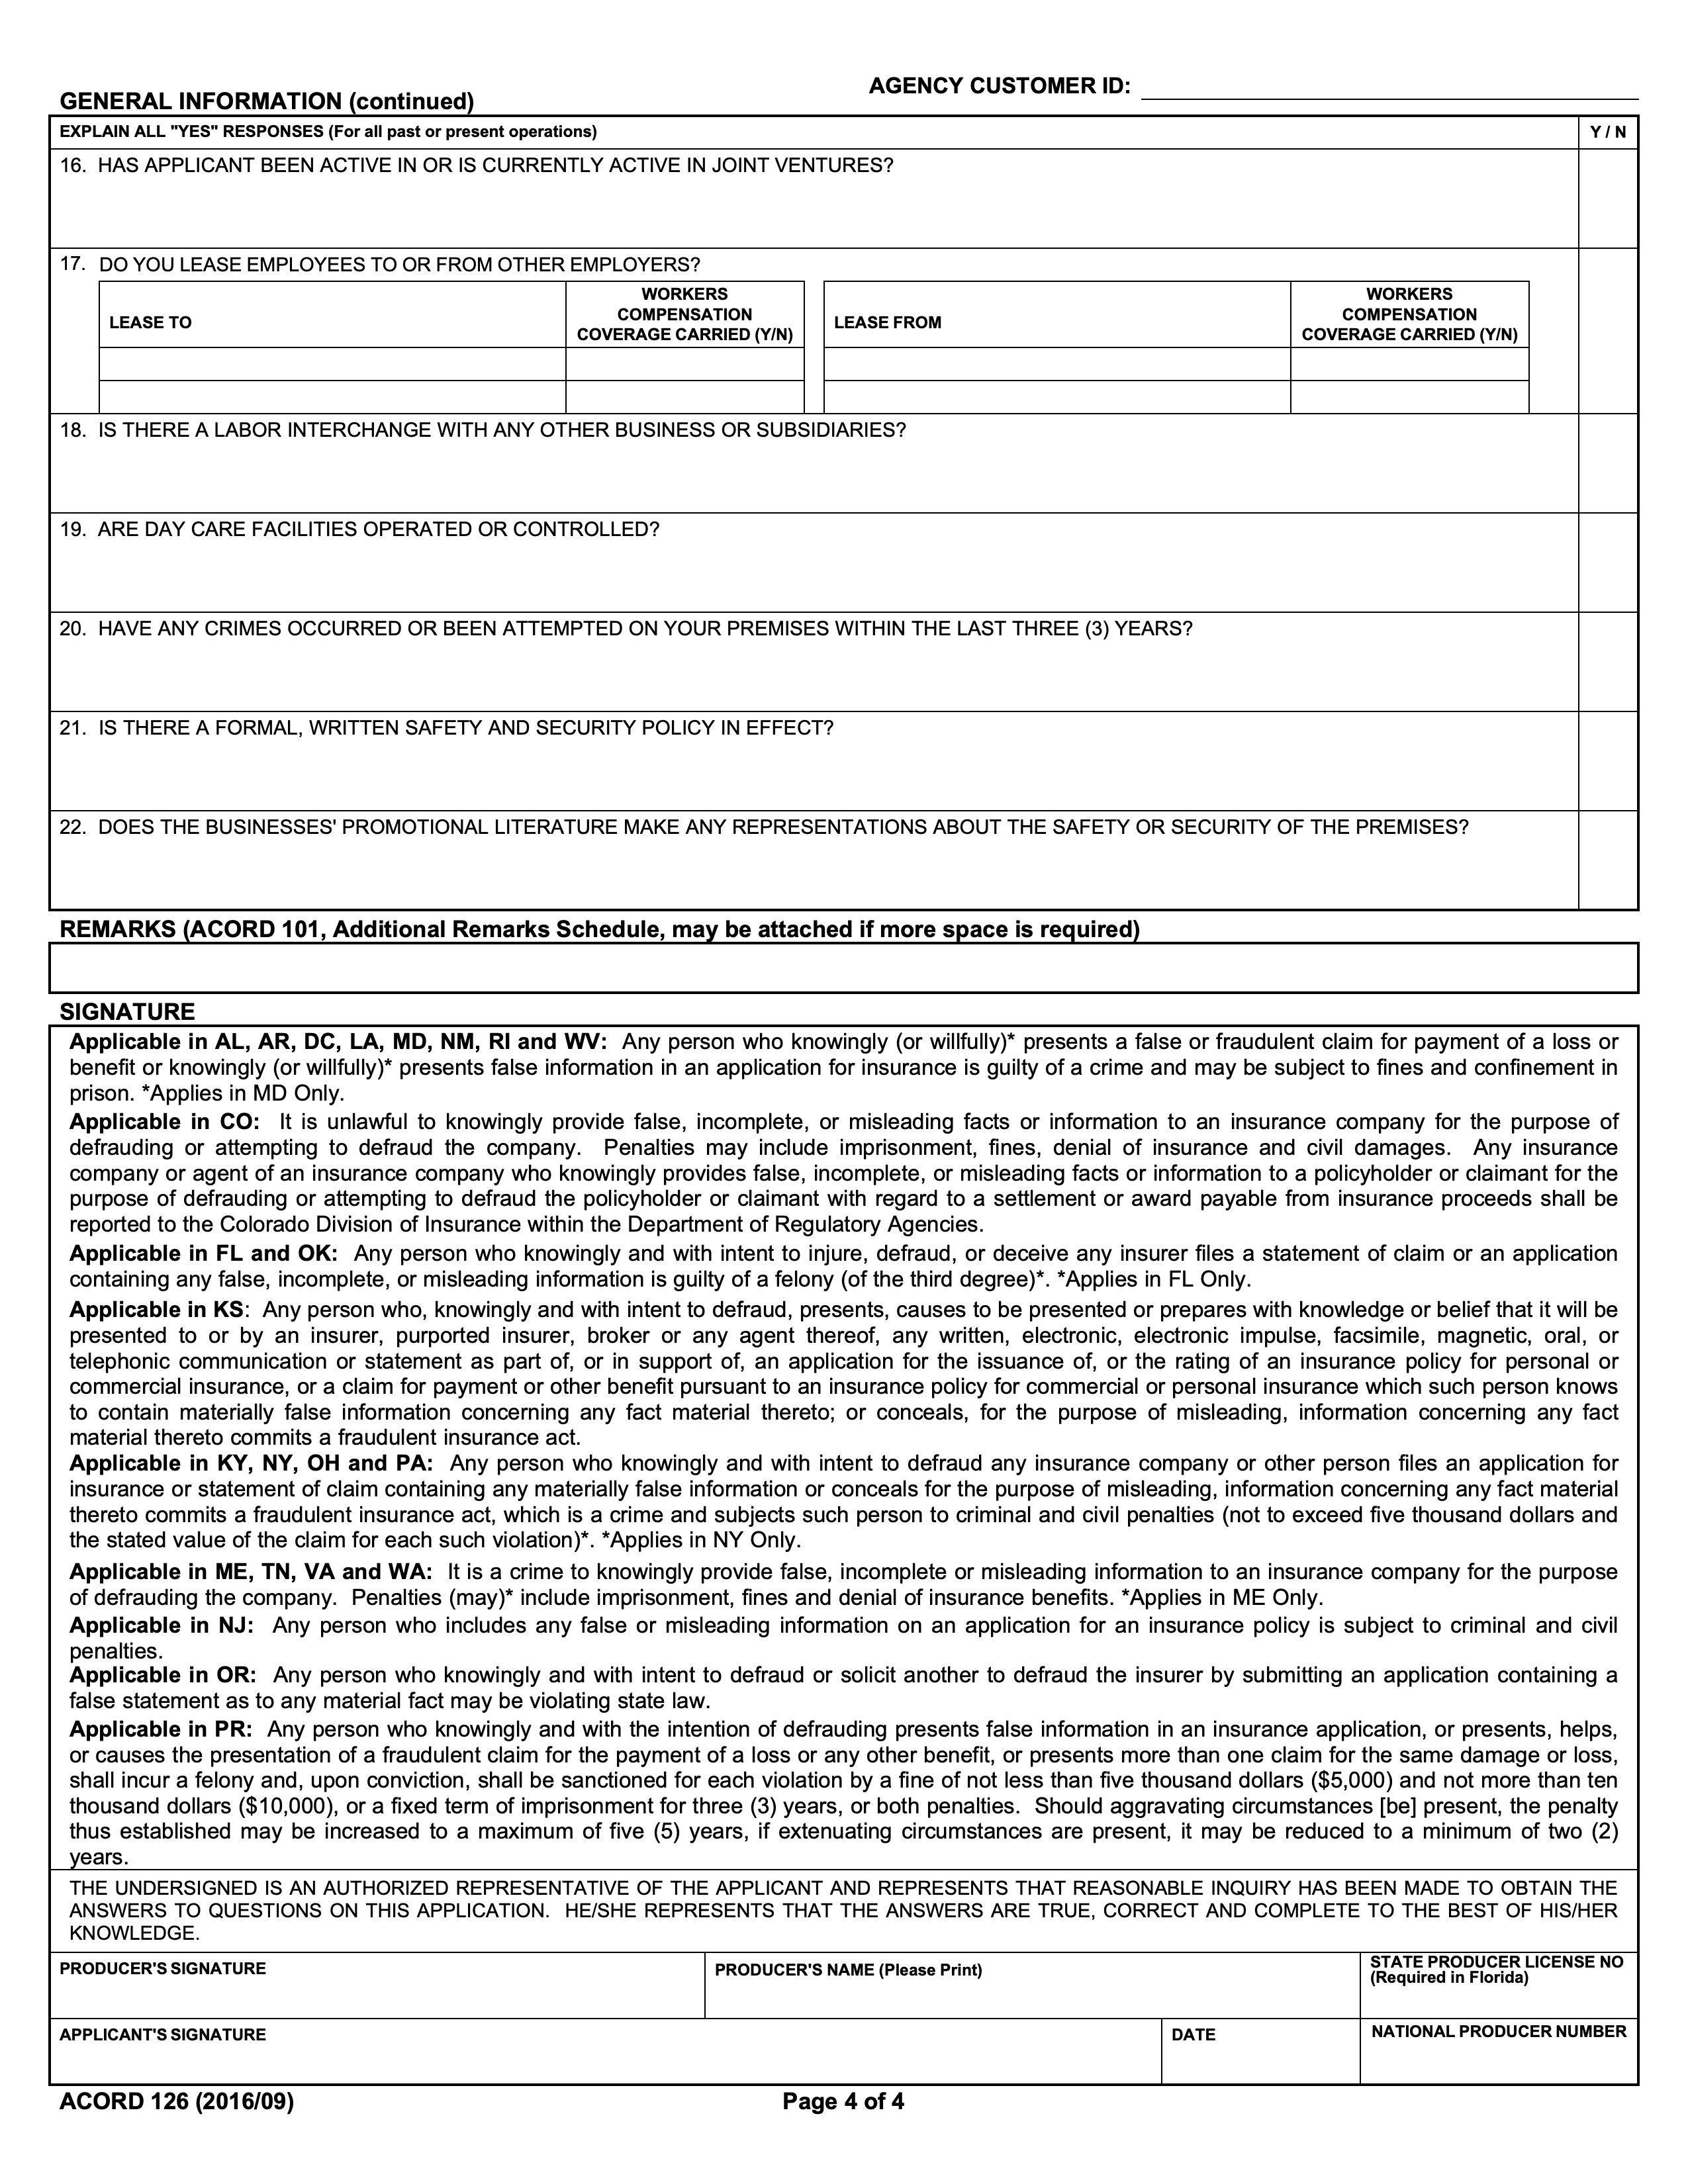 AGENCY CUSTOMER ID:
GENERAL INFORMATION (continued)
EXPLAIN ALL "YES" RESPONSES (For all past or present operations)
Y / N
16. HAS APPLICANT BEEN ACTIVE IN OR IS CURRENTLY ACTIVE IN JOINT VENTURES?
17. DO YOU LEASE EMPLOYEES TO OR FROM OTHER EMPLOYERS?
LEASE TO
WORKERS
COMPENSATION
COVERAGE CARRIED (Y/N)
LEASE FROM
WORKERS
COMPENSATION
COVERAGE CARRIED (Y/N)
18. IS THERE A LABOR INTERCHANGE WITH ANY OTHER BUSINESS OR SUBSIDIARIES?
19. ARE DAY CARE FACILITIES OPERATED OR CONTROLLED?
20. HAVE ANY CRIMES OCCURRED OR BEEN ATTEMPTED ON YOUR PREMISES WITHIN THE LAST THREE (3) YEARS?
21. IS THERE A FORMAL, WRITTEN SAFETY AND SECURITY POLICY IN EFFECT?
22. DOES THE BUSINESSES' PROMOTIONAL LITERATURE MAKE ANY REPRESENTATIONS ABOUT THE SAFETY OR SECURITY OF THE PREMISES?
REMARKS (ACORD 101, Additional Remarks Schedule, may be attached if more space is required)
SIGNATURE
Applicable in AL, AR, DC, LA, MD, NM, RI and WV: Any person who knowingly (or willfully)* presents a false or fraudulent claim for payment of a loss or
benefit or knowingly (or willfully)* presents false information in an application for insurance is guilty of a crime and may be subject to fines and confinement in
prison. *Applies in MD Only.
Applicable in CO: It is unlawful to knowingly provide false, incomplete, or misleading facts or information to an insurance company for the purpose of
defrauding or attempting to defraud the company. Penalties may include imprisonment, fines, denial of insurance and civil damages. Any insurance
company or agent of an insurance company who knowingly provides false, incomplete, or misleading facts or information to a policyholder or claimant for the
purpose of defrauding or attempting to defraud the policyholder or claimant with regard to a settlement or award payable from insurance proceeds shall be
reported to the Colorado Division of Insurance within the Department of Regulatory Agencies.
Applicable in FL and OK: Any person who knowingly and with intent to injure, defraud, or deceive any insurer files a statement of claim or an application
containing any false, incomplete, or misleading information is guilty of a felony (of the third degree)*. *Applies in FL Only.
Applicable in KS: Any person who, knowingly and with intent to defraud, presents, causes to be presented or prepares with knowledge or belief that it will be
presented to or by an insurer, purported insurer, broker or any agent thereof, any written, electronic, electronic impulse, facsimile, magnetic, oral, or
telephonic communication or statement as part of, or in support of, an application for the issuance of, or the rating of an insurance policy for personal or
commercial insurance, or a claim for payment or other benefit pursuant to an insurance policy for commercial or personal insurance which such person knows
to contain materially false information concerning any fact material thereto; or conceals, for the purpose of misleading, information concerning any fact
material thereto commits a fraudulent insurance act.
Applicable in KY, NY, OH and PA: Any person who knowingly and with intent to defraud any insurance company or other person files an application for
insurance or statement of claim containing any materially false information or conceals for the purpose of misleading, information concerning any fact material
thereto commits a fraudulent insurance act, which is a crime and subjects such person to criminal and civil penalties (not to exceed five thousand dollars and
the stated value of the claim for each such violation)*. *Applies in NY Only.
Applicable in ME, TN, VA and WA: It is a crime to knowingly provide false, incomplete or misleading information to an insurance company for the purpose
of defrauding the company. Penalties (may)* include imprisonment, fines and denial of insurance benefits. *Applies in ME Only.
Applicable in NJ: Any person who includes any false or misleading information on an application for an insurance policy is subject to criminal and civil
penalties.
Applicable in OR: Any person who knowingly and with intent to defraud or solicit another to defraud the insurer by submitting an application containing a
false statement as to any material fact may be violating state law.
Applicable in PR: Any person who knowingly and with the intention of defrauding presents false information in an insurance application, or presents, helps,
or causes the presentation of a fraudulent claim for the payment of a loss or any other benefit, or presents more than one claim for the same damage or loss,
shall incur a felony and, upon conviction, shall be sanctioned for each violation by a fine of not less than five thousand dollars ($5,000) and not more than ten
thousand dollars ($10,000), or a fixed term of imprisonment for three (3) years, or both penalties. Should aggravating circumstances [be] present, the penalty
thus established may be increased to a maximum of five (5) years, if extenuating circumstances are present, it may be reduced to a minimum of two (2)
years.
THE UNDERSIGNED IS AN AUTHORIZED REPRESENTATIVE OF THE APPLICANT AND REPRESENTS THAT REASONABLE INQUIRY HAS BEEN MADE TO OBTAIN THE
ANSWERS TO QUESTIONS ON THIS APPLICATION. HE/SHE REPRESENTS THAT THE ANSWERS ARE TRUE, CORRECT AND COMPLETE TO THE BEST OF HIS/HER
KNOWLEDGE.
PRODUCER'S SIGNATURE
PRODUCER'S NAME (Please Print)
STATE PRODUCER LICENSE NO
(Required in Florida)
APPLICANT'S SIGNATURE
DATE
NATIONAL PRODUCER NUMBER
ACORD 126 (2016/09)
Page 4 of 4